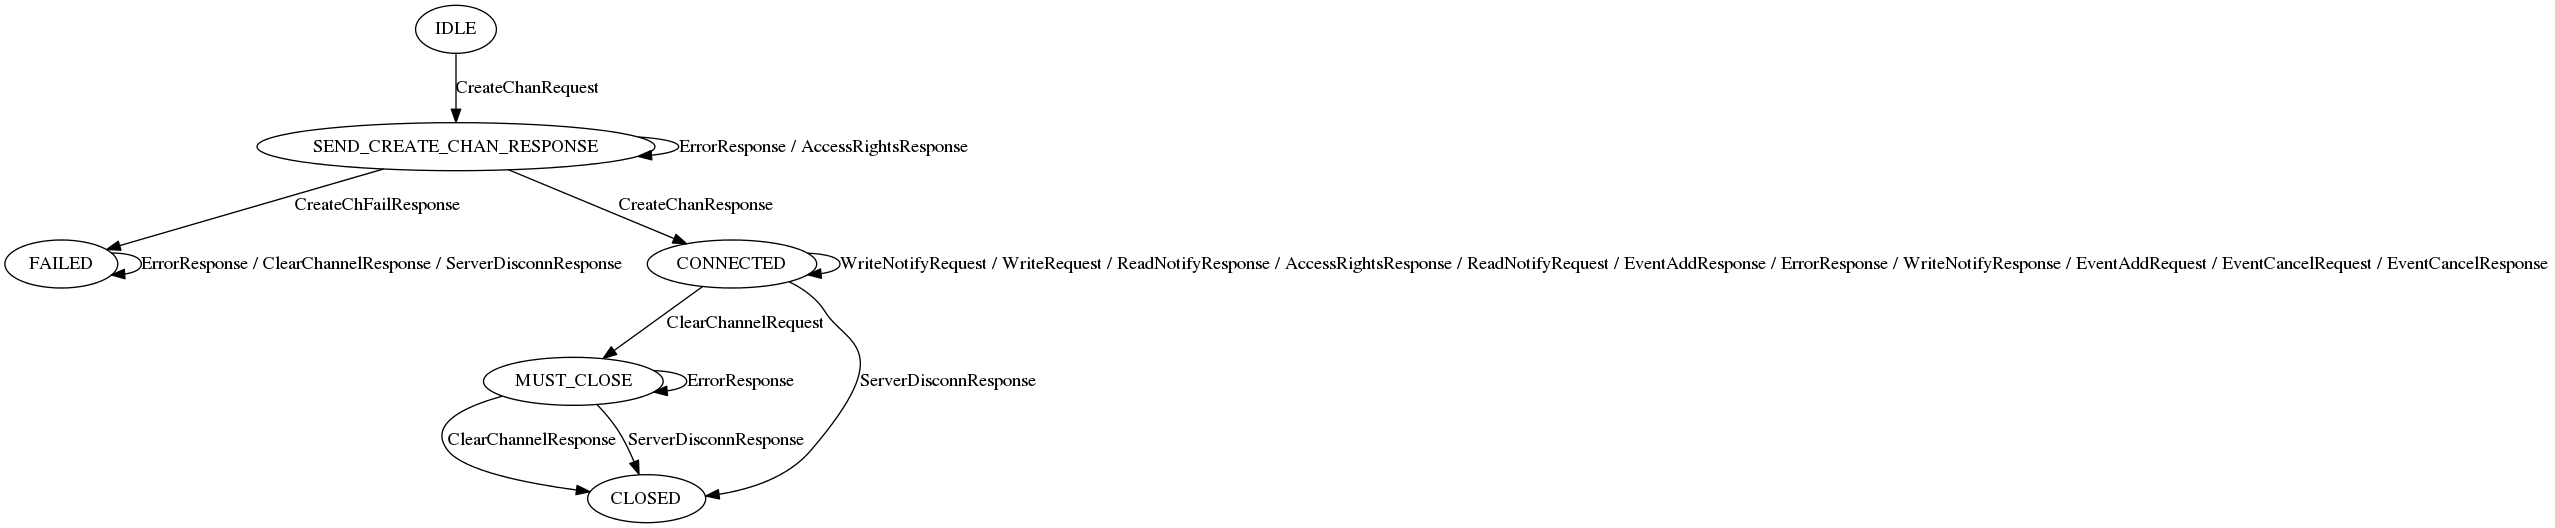 IDLE
CreateChanRequest
SEND_CREATE_CHAN_RESPONSE
ErrorResponse / AccessRightsResponse
CreateChFailResponse
CreateChanResponse
FAILED
ErrorResponse / ClearChannelResponse / ServerDisconnResponse
CONNECTED
WriteNotifyRequest / WriteRequest / ReadNotifyResponse / AccessRightsResponse / ReadNotifyRequest / EventAddResponse / ErrorResponse / WriteNotifyResponse / EventAddRequest / EventCancelRequest / EventCancelResponse
ClearChannelRequest
MUST_CLOSE
ErrorResponse
ServerDisconnResponse
ClearChannelResponse
ServerDisconnResponse
CLOSED